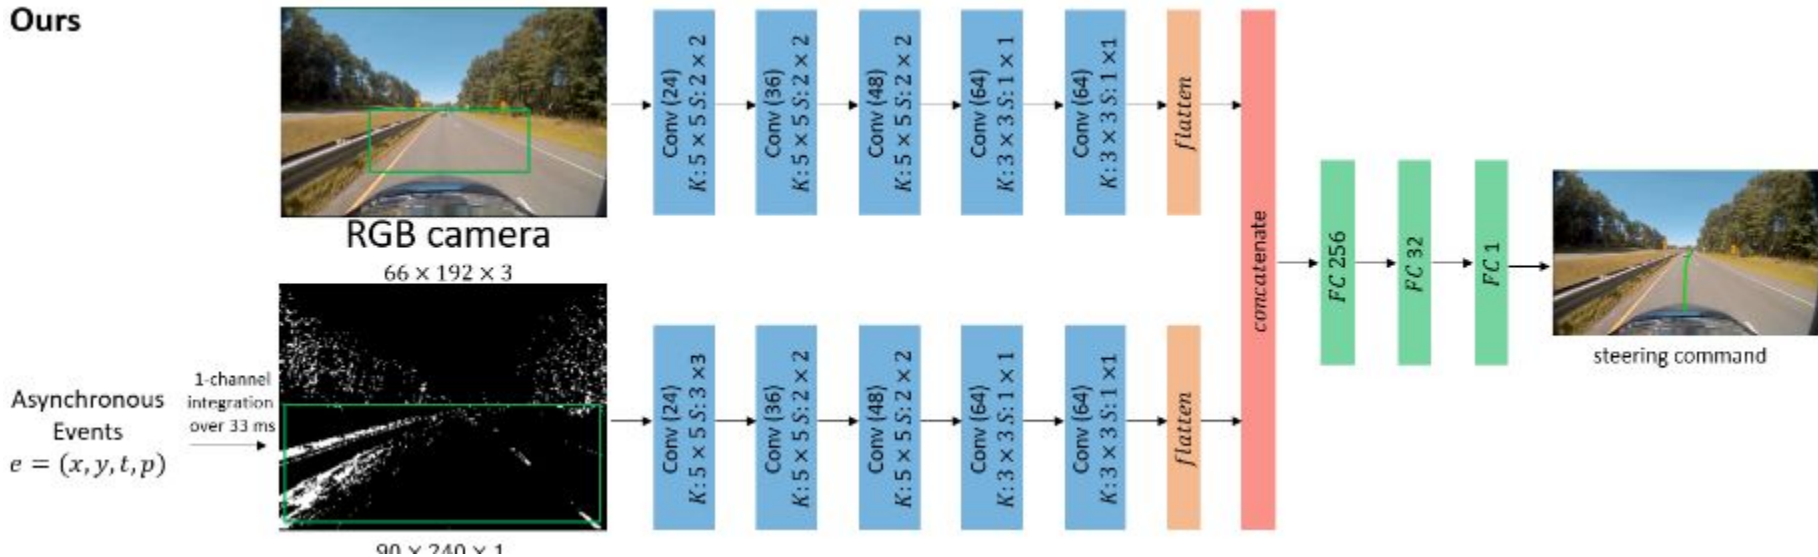 Ours
RGB camera
66 × 192 × 3
Conv (24)
K: 5 × 5 S: 2 × 2
Conv (36)
K: 5 × 5 S: 2 × 2
Conv (48)
K: 5 × 5 S: 2 × 2
Conv (64)
K: 3 × 3 S: 1 × 1
Conv (64)
K: 3 × 3 S: 1 ×1
flatten
Asynchronous
Events
e = (x, y, t, p)
1-channel
integration
over 33 ms
90 × 240 × 1
Conv (24)
K: 5 × 5 S: 3 ×3
Conv (36)
K: 5 × 5 S: 2 × 2
Conv (48)
K: 5 × 5 S: 2 × 2
Conv (64)
K: 3 × 3 S: 1 × 1
Conv (64)
K: 3 × 3 S: 1 ×1
flatten
concatenate
FC 256
FC 32
FC 1
steering command